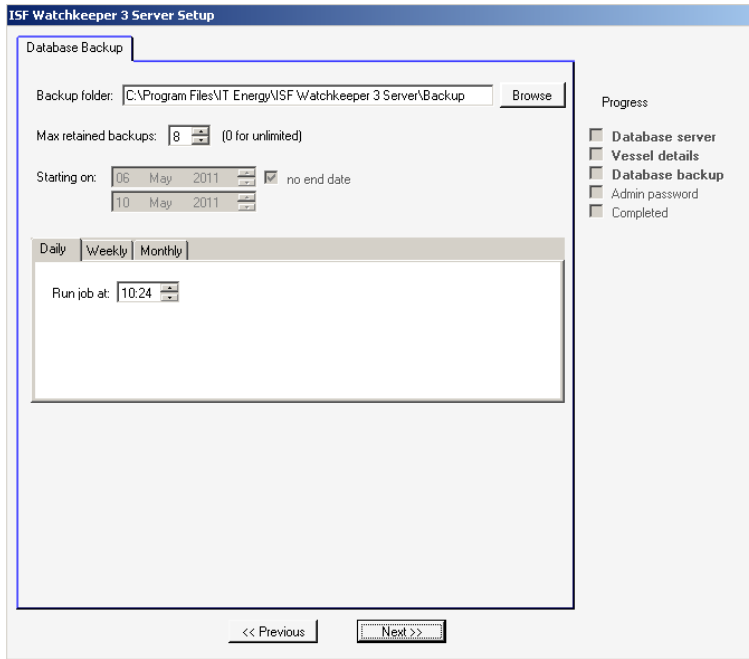 ISF Watchkeeper 3 Server Setup
Database Backup
Backup folder: C:\Program Files\IT Energy\ISF Watchkeeper 3 Server\Backup Browse
Max retained backups: 8 (0 for unlimited)
Starting on: 06 May 2011 no end date
10 May 2011
Daily Weekly Monthly
Run job at: 10:24
<< Previous Next >>
Progress
Database server
Vessel details
Database backup
Admin password
Completed